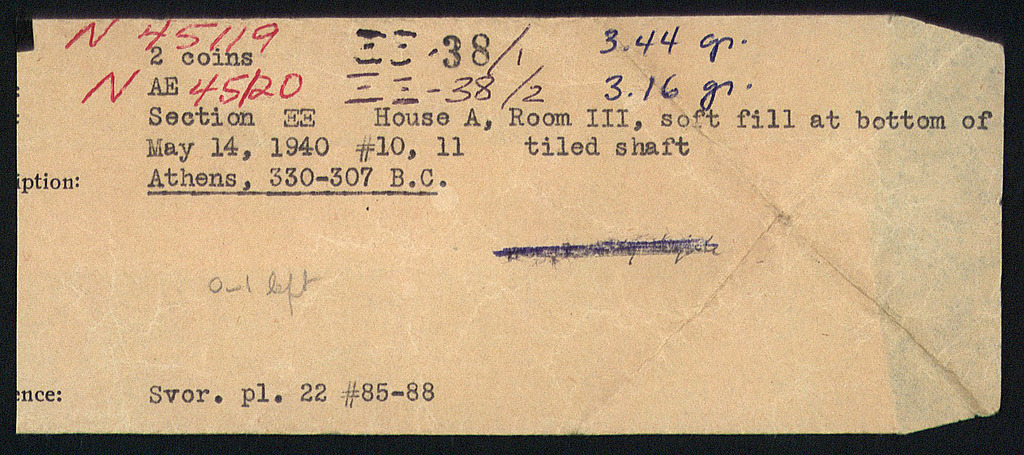 N 45119
2 coins ΞΞ-38/1 3.44 gr.
: AE N 45120 ΞΞ-38/2 3.16 gr.
: Section ΞΞ House A, Room III, soft fill at bottom of
May 14, 1940 #10, 11 tiled shaft
iption: Athens, 330-307 B.C.
left
ence: Svor. pl. 22 #85-88